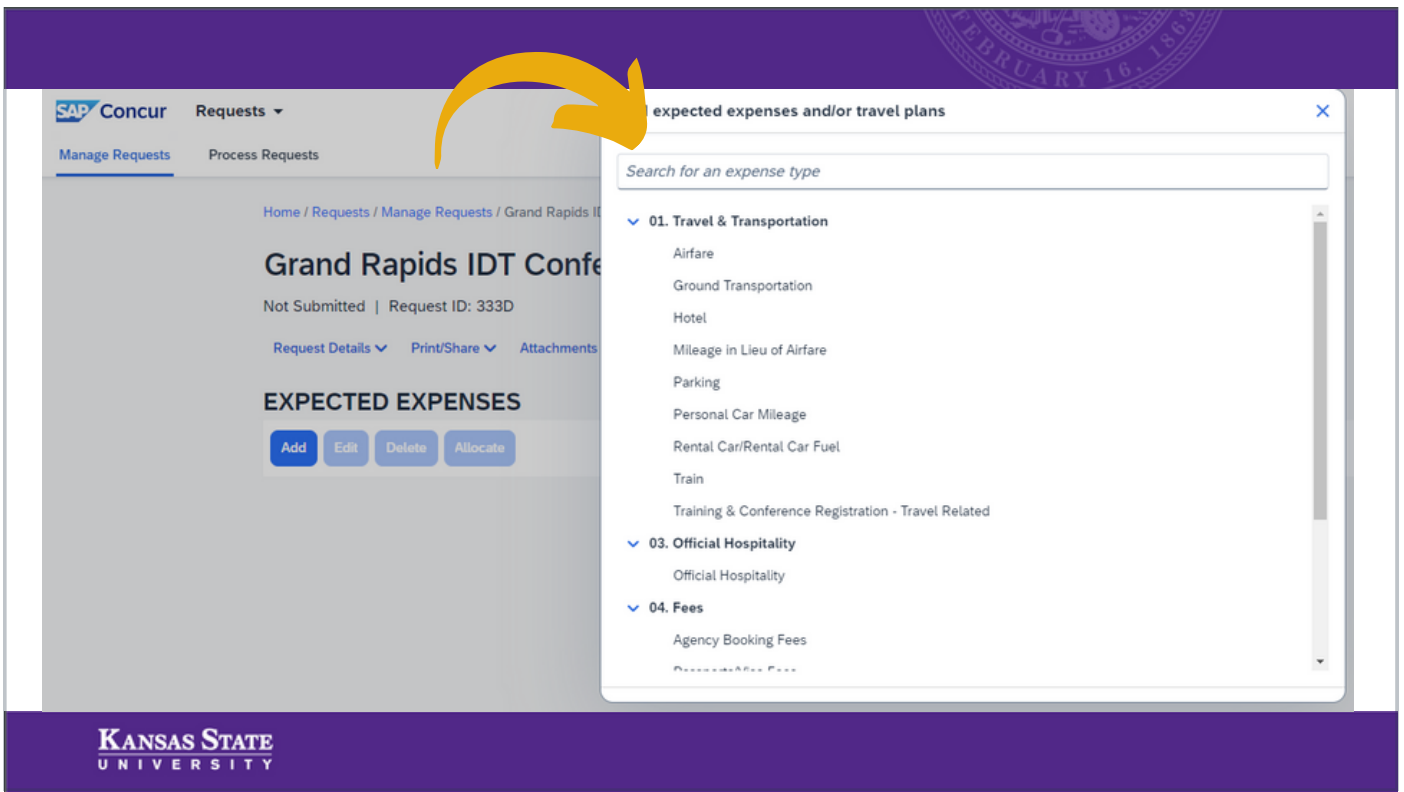 FEBRUARY 16, 1863
SAP Concur Requests
Manage Requests Process Requests
Home / Requests / Manage Requests / Grand Rapids
Grand Rapids IDT
Not Submitted | Request ID: 333D
Request Details Print/Share Attachments
EXPECTED EXPENSES
Add Edit Delete Allocate
expected expenses and/or travel plans
Search for an expense type
01. Travel & Transportation
Airfare
Ground Transportation
Hotel
Mileage in Lieu of Airfare
Parking
Personal Car Mileage
Rental Car/Rental Car Fuel
Train
Training & Conference Registration - Travel Related
03. Official Hospitality
Official Hospitality
04. Fees
Agency Booking Fees
KANSAS STATE
UNIVERSITY